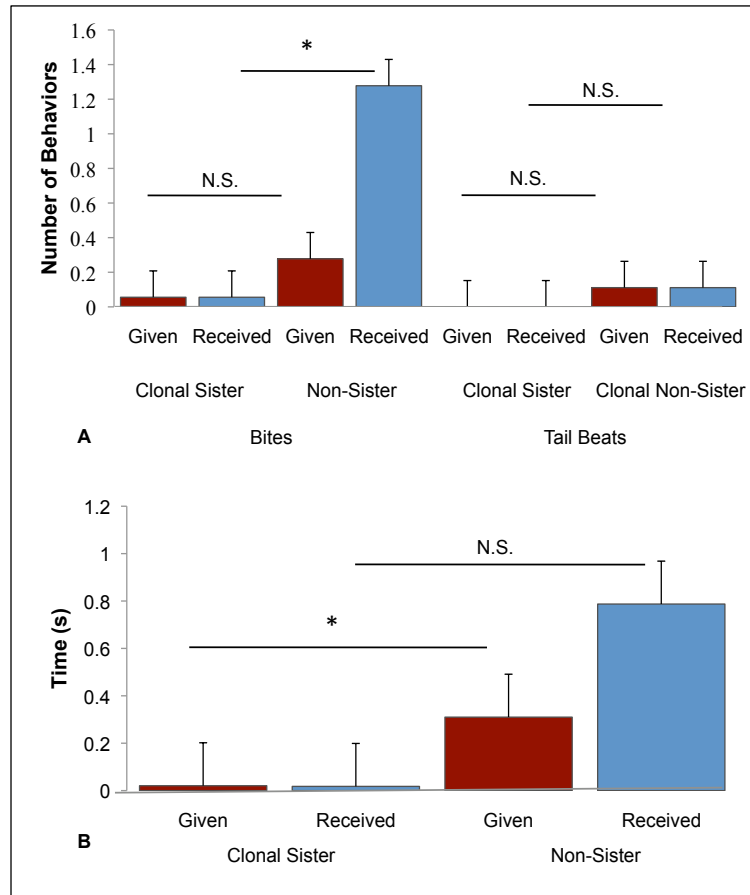 1.6
*
1.4
N.S.
1.2
1
Number of Behaviors
0.8
N.S.
N.S.
0.6
0.4
0.2
0
Given Received Given Received Given Received Given Received
Clonal Sister Non-Sister Clonal Sister Clonal Non-Sister
A Bites Tail Beats
1.2
N.S.
1
0.8
Time (s)
*
0.6
0.4
0.2
0
Given Received Given Received
B Clonal Sister Non-Sister